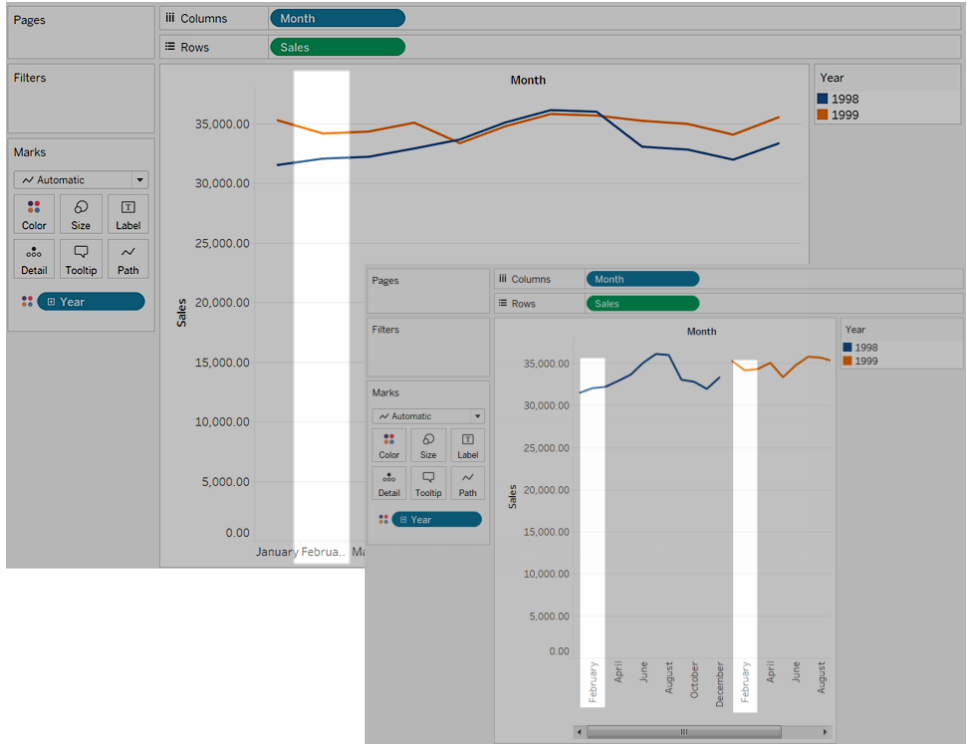 Pages
Columns
Month
Rows
Sales
Filters
Marks
Automatic
Color
Size
Label
Detail
Tooltip
Path
Year
Month
35,000.00
30,000.00
25,000.00
20,000.00
15,000.00
10,000.00
5,000.00
0.00
Sales
January Februa.. Ma
Year
1998
1999
Pages
Columns
Month
Rows
Sales
Filters
Marks
Automatic
Color
Size
Label
Detail
Tooltip
Path
Year
Month
35,000.00
30,000.00
25,000.00
20,000.00
15,000.00
10,000.00
5,000.00
0.00
Sales
February
April
June
August
October
December
February
April
June
August
Year
1998
1999